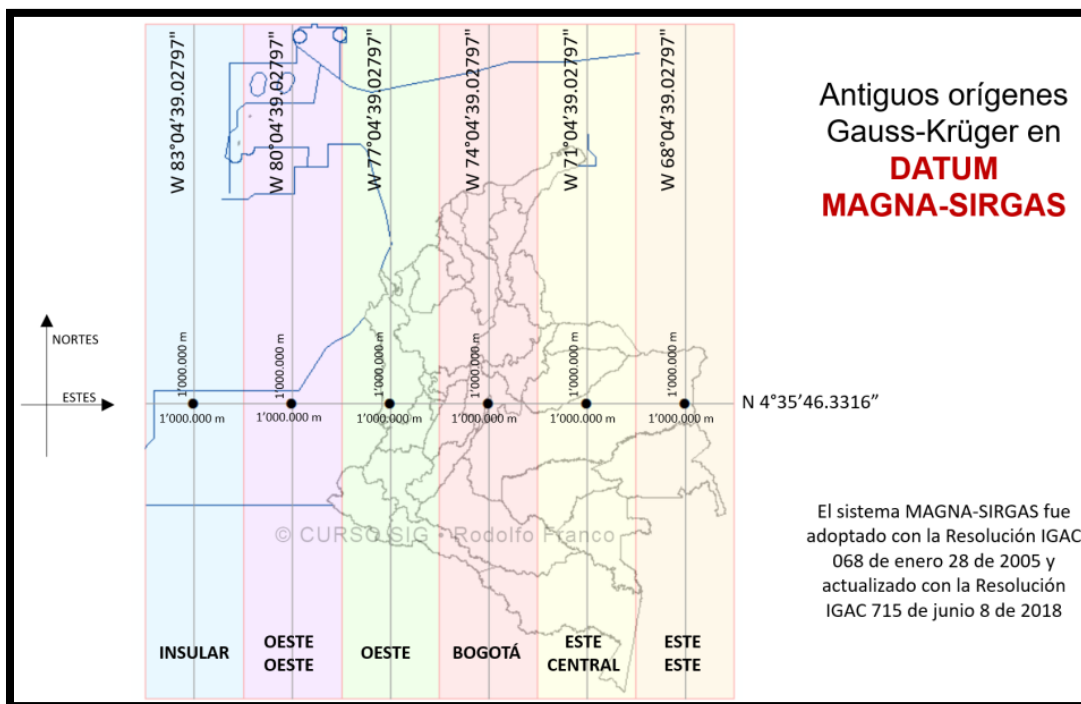 Antiguos orígenes
Gauss-Krüger en
DATUM
MAGNA-SIRGAS
W 83°04'39.02797"
W 80°04'39.02797"
W 77°04'39.02797"
W 74°04'39.02797"
W 71°04'39.02797"
W 68°04'39.02797"
NORTES
ESTES
1'000.000 m
1'000.000 m
1'000.000 m
1'000.000 m
1'000.000 m
1'000.000 m
N 4°35'46.3316”
1'000.000 m
1'000.000 m
1'000.000 m
1'000.000 m
1'000.000 m
1'000.000 m
El sistema MAGNA-SIRGAS fue
adoptado con la Resolución IGAC
068 de enero 28 de 2005 y
actualizado con la Resolución
IGAC 715 de junio 8 de 2018
© CURSO SIG • Rodolfo Franco
INSULAR
OESTE
OESTE
OESTE
BOGOTÁ
ESTE
CENTRAL
ESTE
ESTE